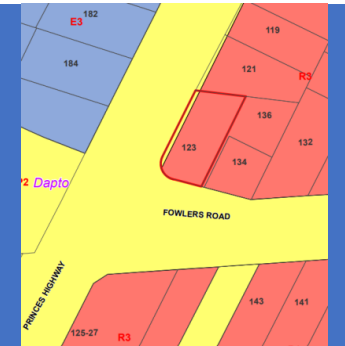 182
E3
119
184
121
R3
136
132
123
134
2 Dapto
FOWLERS ROAD
PRINCES HIGHWAY
143
141
125-27
R3